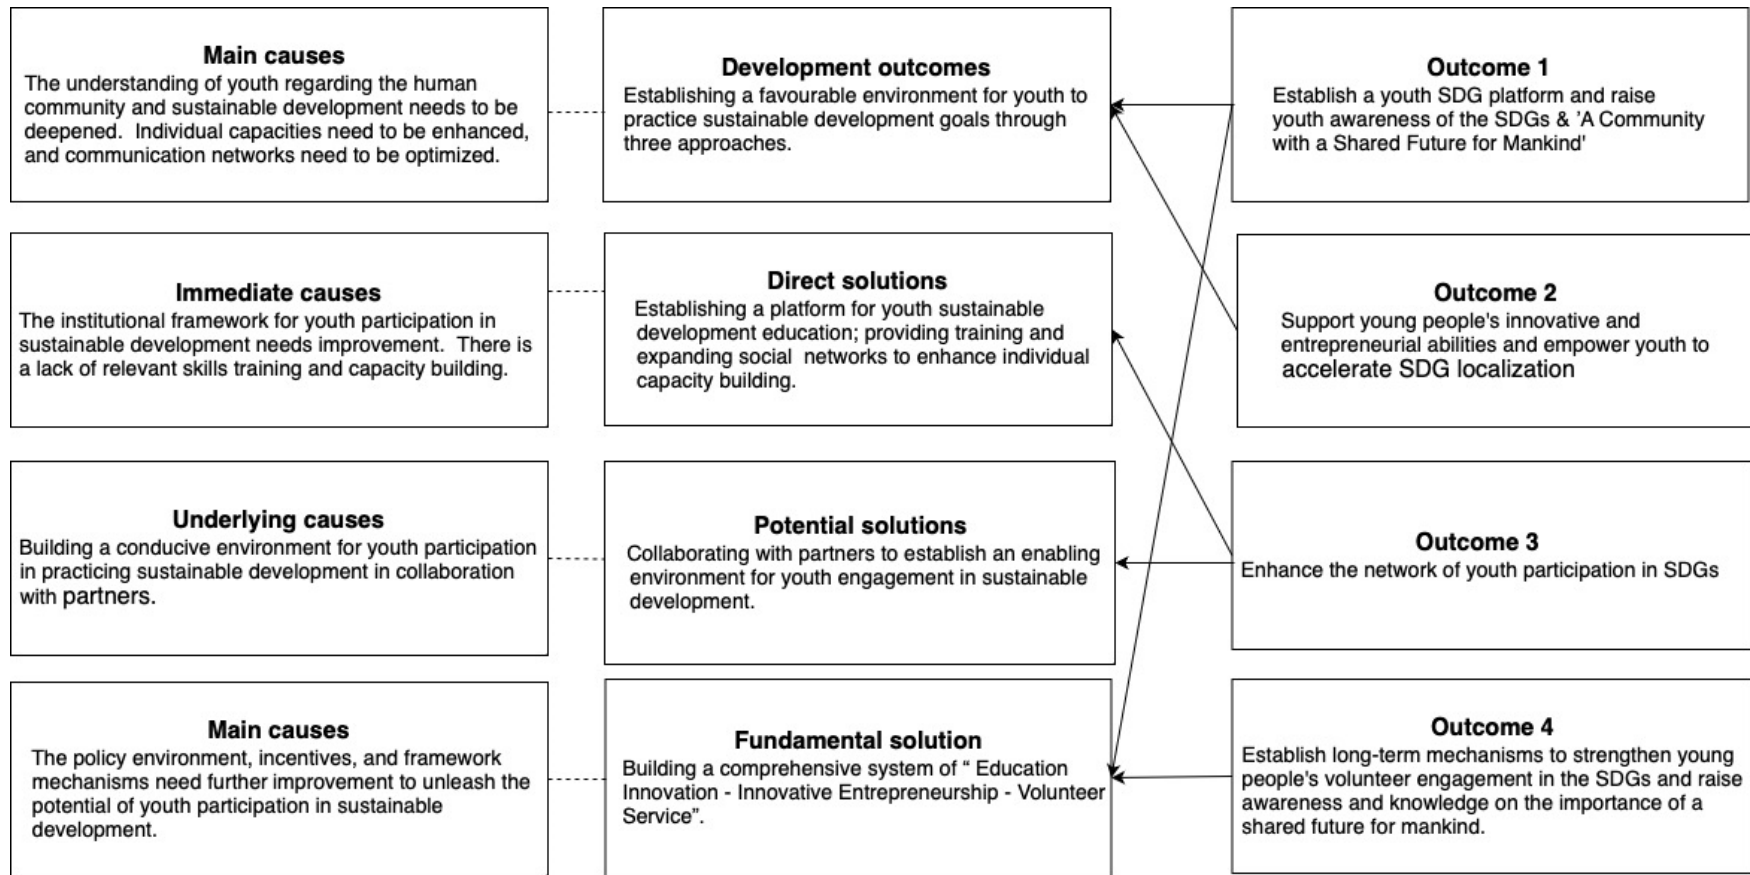 Main causes
The understanding of youth regarding the human
community and sustainable development needs to be
deepened. Individual capacities need to be enhanced,
and communication networks need to be optimized.
Development outcomes
Establishing a favourable environment for youth to
practice sustainable development goals through
three approaches.
Outcome 1
Establish a youth SDG platform and raise
youth awareness of the SDGs & 'A Community
with a Shared Future for Mankind'
Immediate causes
The institutional framework for youth participation in
sustainable development needs improvement. There is
a lack of relevant skills training and capacity building.
Direct solutions
Establishing a platform for youth sustainable
development education; providing training and
expanding social networks to enhance individual
capacity building.
Outcome 2
Support young people's innovative and
entrepreneurial abilities and empower youth to
accelerate SDG localization
Underlying causes
Building a conducive environment for youth participation
in practicing sustainable development in collaboration
with partners.
Potential solutions
Collaborating with partners to establish an enabling
environment for youth engagement in sustainable
development.
Outcome 3
Enhance the network of youth participation in SDGs
Main causes
The policy environment, incentives, and framework
mechanisms need further improvement to unleash the
potential of youth participation in sustainable
development.
Fundamental solution
Building a comprehensive system of “ Education
Innovation - Innovative Entrepreneurship - Volunteer
Service”.
Outcome 4
Establish long-term mechanisms to strengthen young
people's volunteer engagement in the SDGs and raise
awareness and knowledge on the importance of a
shared future for mankind.